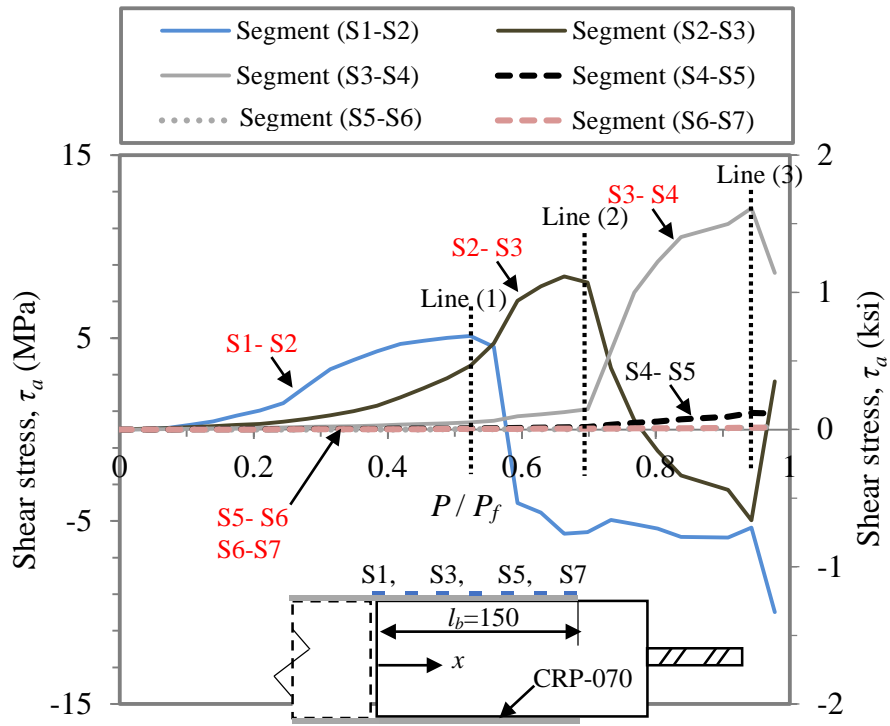 Segment (S1-S2) Segment (S2-S3)
Segment (S3-S4) Segment (S4-S5)
Segment (S5-S6) Segment (S6-S7)
15
5
-5
-15
Shear stress, τa (MPa)
2
1
0
-1
-2
Shear stress, τa (ksi)
0 0.2 0.4 0.6 0.8 1
P / Pf
Line (1)
Line (2)
Line (3)
S1- S2
S2- S3
S3- S4
S4- S5
S5- S6
S6-S7
S1, S3, S5, S7
lb=150
x
CRP-070